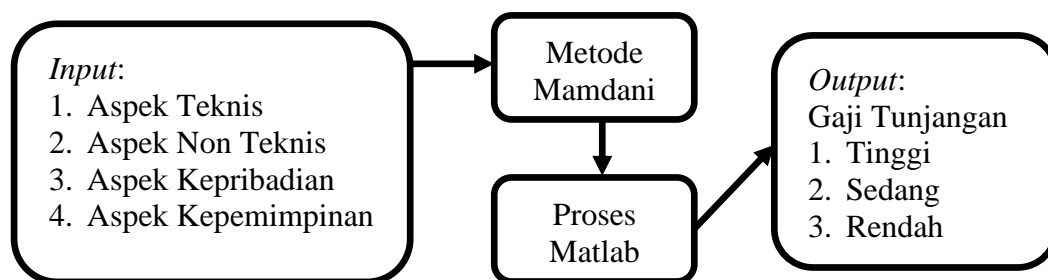 Input:
1. Aspek Teknis
2. Aspek Non Teknis
3. Aspek Kepribadian
4. Aspek Kepemimpinan
Metode
Mamdani
Proses
Matlab
Output:
Gaji Tunjangan
1. Tinggi
2. Sedang
3. Rendah